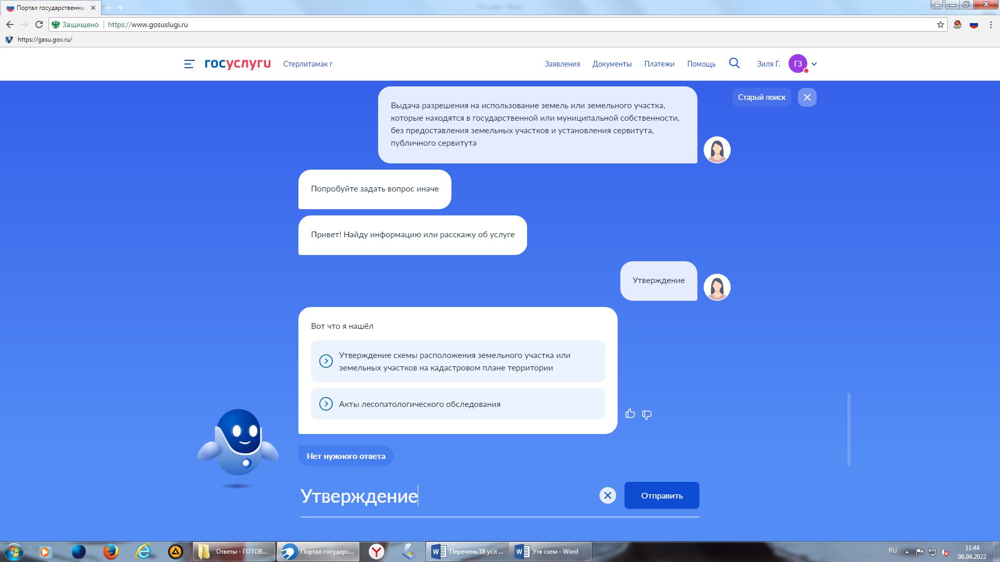 Портал государственны
Защищено
https://www.gosuslugi.ru
https://gasu.gov.ru/
госуслуги
Стерлитамак г
Заявления
Документы
Платежи
Помощь
Зиля Г.
ГЗ
Старый поиск
Выдача разрешения на использование земель или земельного участка,
которые находятся в государственной или муниципальной собственности,
без предоставления земельных участков и установления сервитута,
публичного сервитута
Попробуйте задать вопрос иначе
Привет! Найду информацию или расскажу об услуге
Утверждение
Вот что я нашёл
Утверждение схемы расположения земельного участка или
земельных участков на кадастровом плане территории
Акты лесопатологического обследования
Нет нужного ответа
Утверждение
Отправить
Ответы - ГОТОВ...
Портал государс...
Перечень 18 усл ...
Утв схем - Word
RU
11:44
06.04.2022